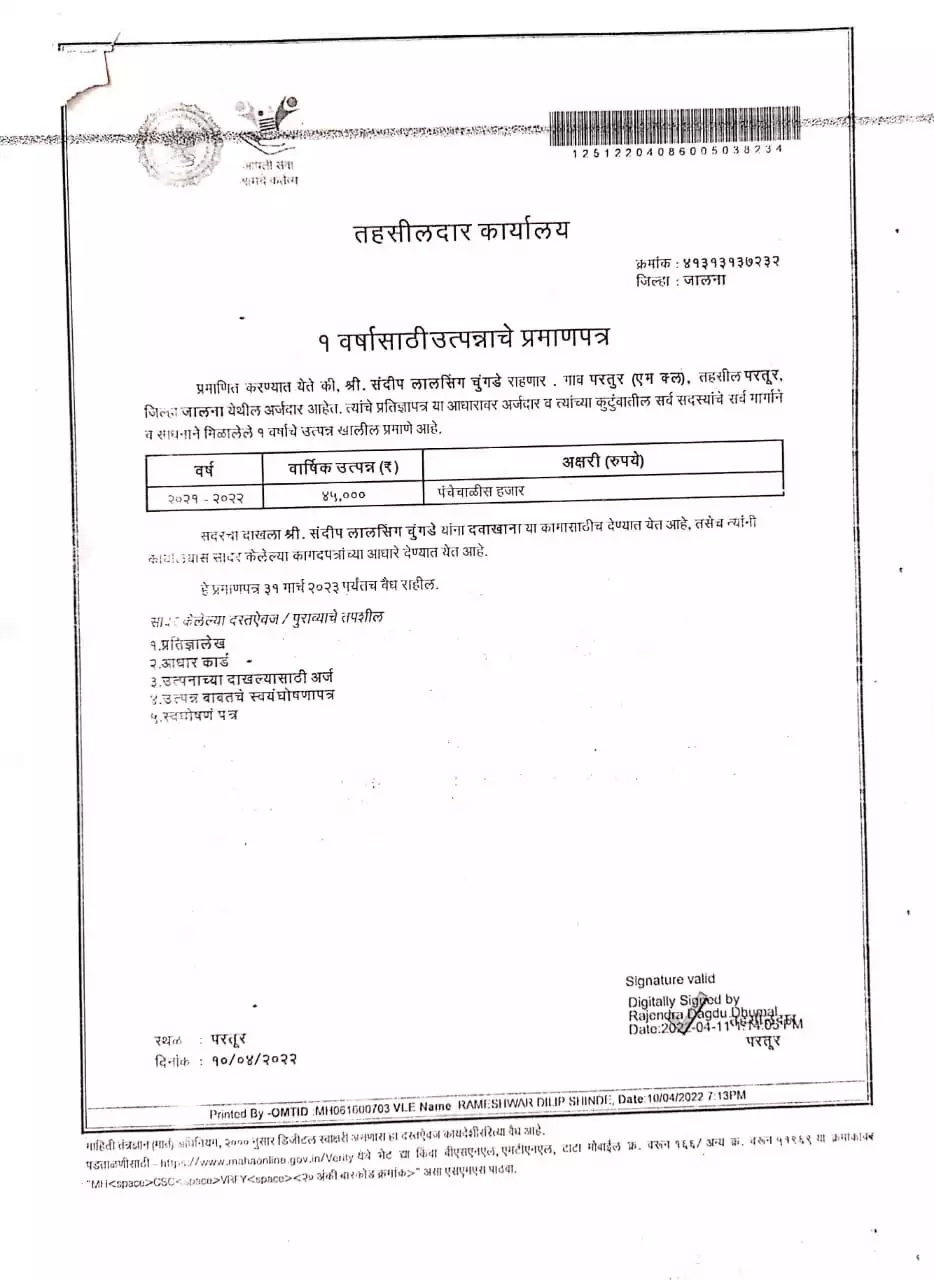 आपली सेवा
आमचे कर्तव्य
12512204086005038234
तहसीलदार कार्यालय
क्रमांक : ४१३१३१३७२३२
जिल्हा : जालना
१ वर्षासाठी उत्पन्नाचे प्रमाणपत्र
प्रमाणित करण्यात येते की, श्री. संदीप लालसिंग चुंगडे राहणार . गाव परतुर (एम क्ल), तहसील परतूर,
जिल्हा जालना येथील अर्जदार आहेत. त्यांचे प्रतिज्ञापत्र या आधारावर अर्जदार व त्यांच्या कुटुंबातील सर्व सदस्यांचे सर्व मार्गाने
व साधनाने मिळालेले १ वर्षाचे उत्पन्न खालील प्रमाणे आहे.
वर्ष वार्षिक उत्पन्न (₹) अक्षरी (रुपये)
२०२१ - २०२२ ४५,००० पंचेचाळीस हजार
सदरचा दाखला श्री. संदीप लालसिंग चुंगडे यांना दवाखाना या कामासाठीच देण्यात येत आहे, तसेच त्यांनी
कार्यालयास सादर केलेल्या कागदपत्रांच्या आधारे देण्यात येत आहे.
हे प्रमाणपत्र ३१ मार्च २०२३ पर्यंतच वैध राहील.
सादर केलेल्या दस्तऐवज / पुराव्याचे तपशील
१.प्रतिज्ञालेख
२.आधार कार्ड
३.उत्पनाच्या दाखल्यासाठी अर्ज
४.उत्पन्न बाबतचे स्वयंघोषणापत्र
५.स्वघोषणं पत्र
Signature valid
Digitally Signed by
Rajendra Dagdu Dhumal
तहसीलदार
Date:2022-04-11 1:14:05 PM
परतूर
स्थळ : परतूर
दिनांक : १०/०४/२०२२
Printed By -OMTID :MH061600703 VLE Name RAMESHWAR DILIP SHINDE, Date:10/04/2022 7:13PM
माहिती तंत्रज्ञान (मार्ग) अधिनियम, २००० नुसार डिजीटल स्वाक्षरी असणारा हा दस्तऐवज कायदेशीररित्या वैध आहे.
पडताळणीसाठी - https://www.mahaonline.gov.in/Verify येथे भेट द्या किंवा बीएसएनएल, एमटीएनएल, टाटा मोबाईल क्र. वरून १६६/ अन्य क्र. वरून ५१९६९ या क्रमांकावर
"MH<space>CSC<space>VRFY<space><२० अंकी बारकोड क्रमांक>" असा एसएमएस पाठवा.